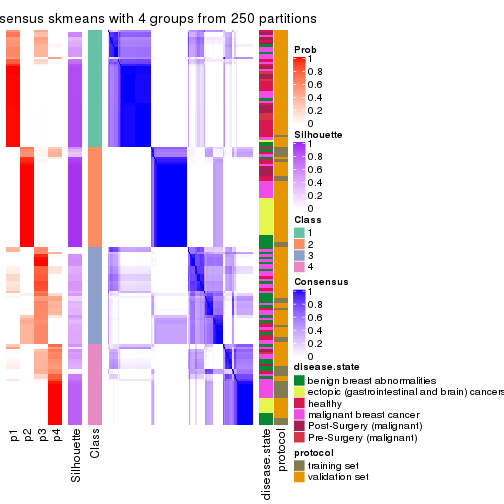 sensus skmeans with 4 groups from 250 partitions
Prob
1
0.8
0.6
0.4
0.2
0
Silhouette
1
0.8
0.6
0.4
0.2
0
Class
1
2
3
4
Consensus
1
0.8
0.6
0.4
0.2
0
disease.state
benign breast abnormalities
ectopic (gastrointestinal and brain) cancers
healthy
malignant breast cancer
Post-Surgery (malignant)
Pre-Surgery (malignant)
protocol
training set
validation set
p1
p2
p3
p4
Silhouette
Class
disease.state
protocol